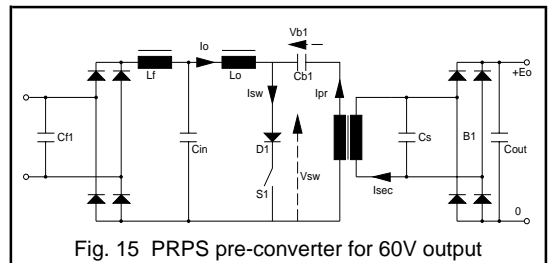 Vb1
Io
Lf
Lo
Cb1
+Eo
Isw
Ipr
Cf1
Cin
D1
Vsw
Cs
B1
Cout
S1
Isec
0
Fig. 15 PRPS pre-converter for 60V output